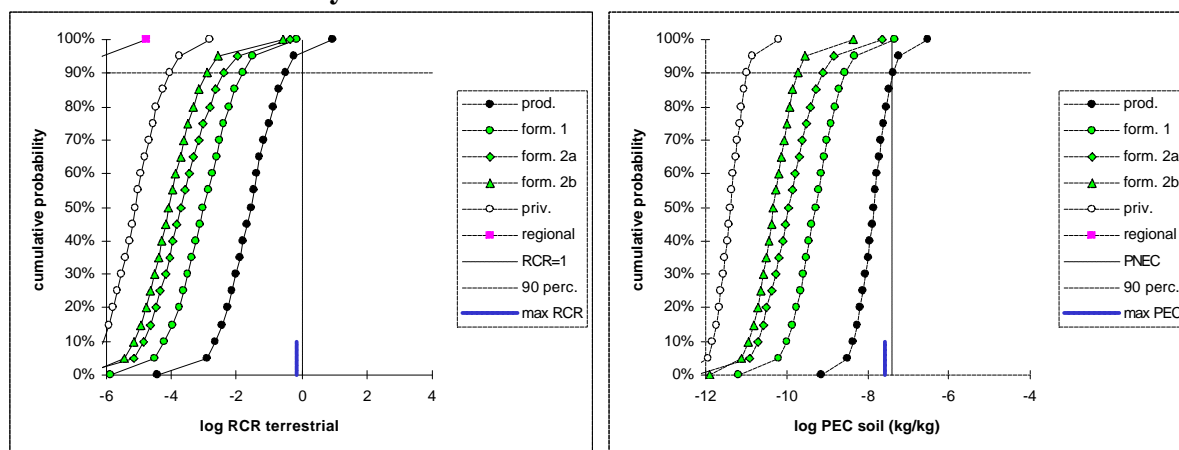 100%
90%
80%
70%
60%
50%
40%
30%
20%
10%
0%
cumulative probability
-6
-4
-2
0
2
4
log RCR terrestrial
prod.
form. 1
form. 2a
form. 2b
priv.
regional
RCR=1
90 perc.
max RCR
100%
90%
80%
70%
60%
50%
40%
30%
20%
10%
0%
cumulative probability
-12
-10
-8
-6
-4
log PEC soil (kg/kg)
prod.
form. 1
form. 2a
form. 2b
priv.
regional
PNEC
90 perc.
max PEC